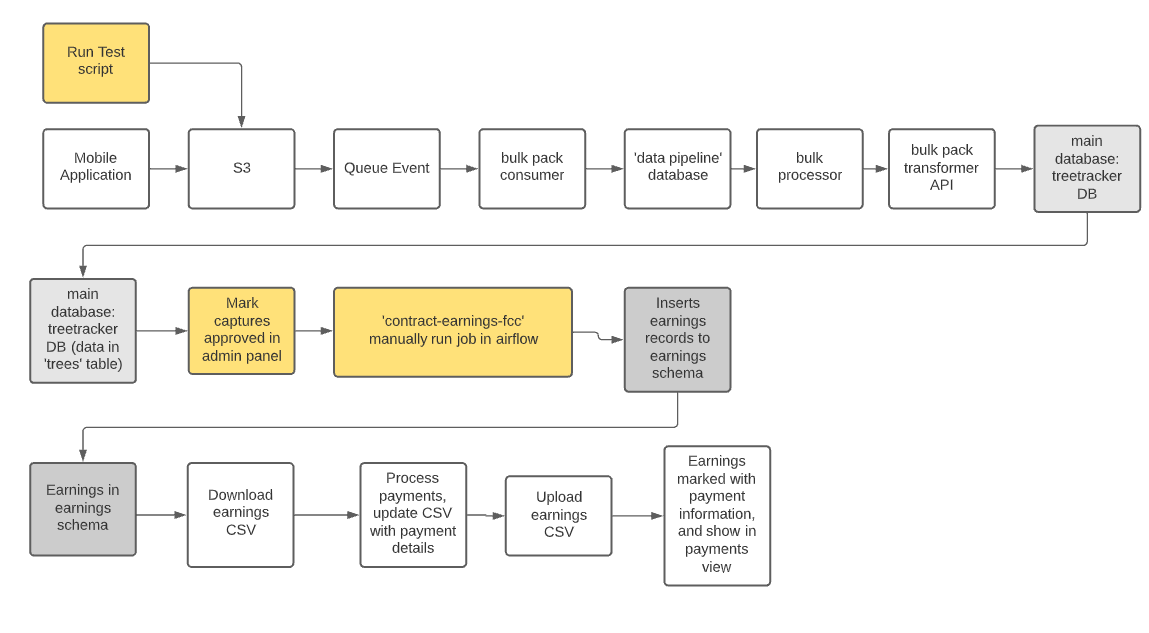 Run Test
script
Mobile
Application
S3
Queue Event
bulk pack
consumer
'data pipeline'
database
bulk
processor
bulk pack
transformer
API
main
database:
treetracker
DB
main
database:
treetracker
DB (data in
'trees' table)
Mark
captures
approved in
admin panel
'contract-earnings-fcc'
manually run job in airflow
Inserts
earnings
records to
earnings
schema
Earnings in
earnings
schema
Download
earnings
CSV
Process
payments,
update CSV
with payment
details
Upload
earnings
CSV
Earnings
marked with
payment
information,
and show in
payments
view